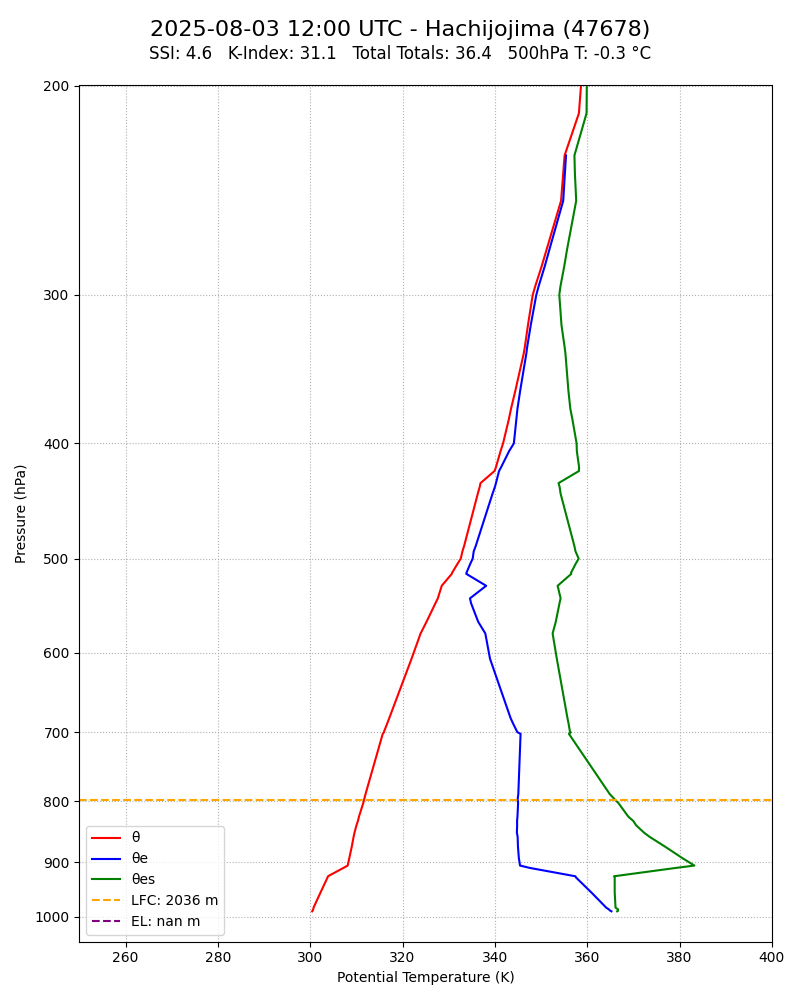 2025-08-03 12:00 UTC - Hachijojima (47678)
SSI: 4.6 K-Index: 31.1 Total Totals: 36.4 500hPa T: -0.3 °C
200
300
400
500
600
700
800
900
1000
Pressure (hPa)
θ
θe
θes
LFC: 2036 m
EL: nan m
260 280 300 320 340 360 380 400
Potential Temperature (K)